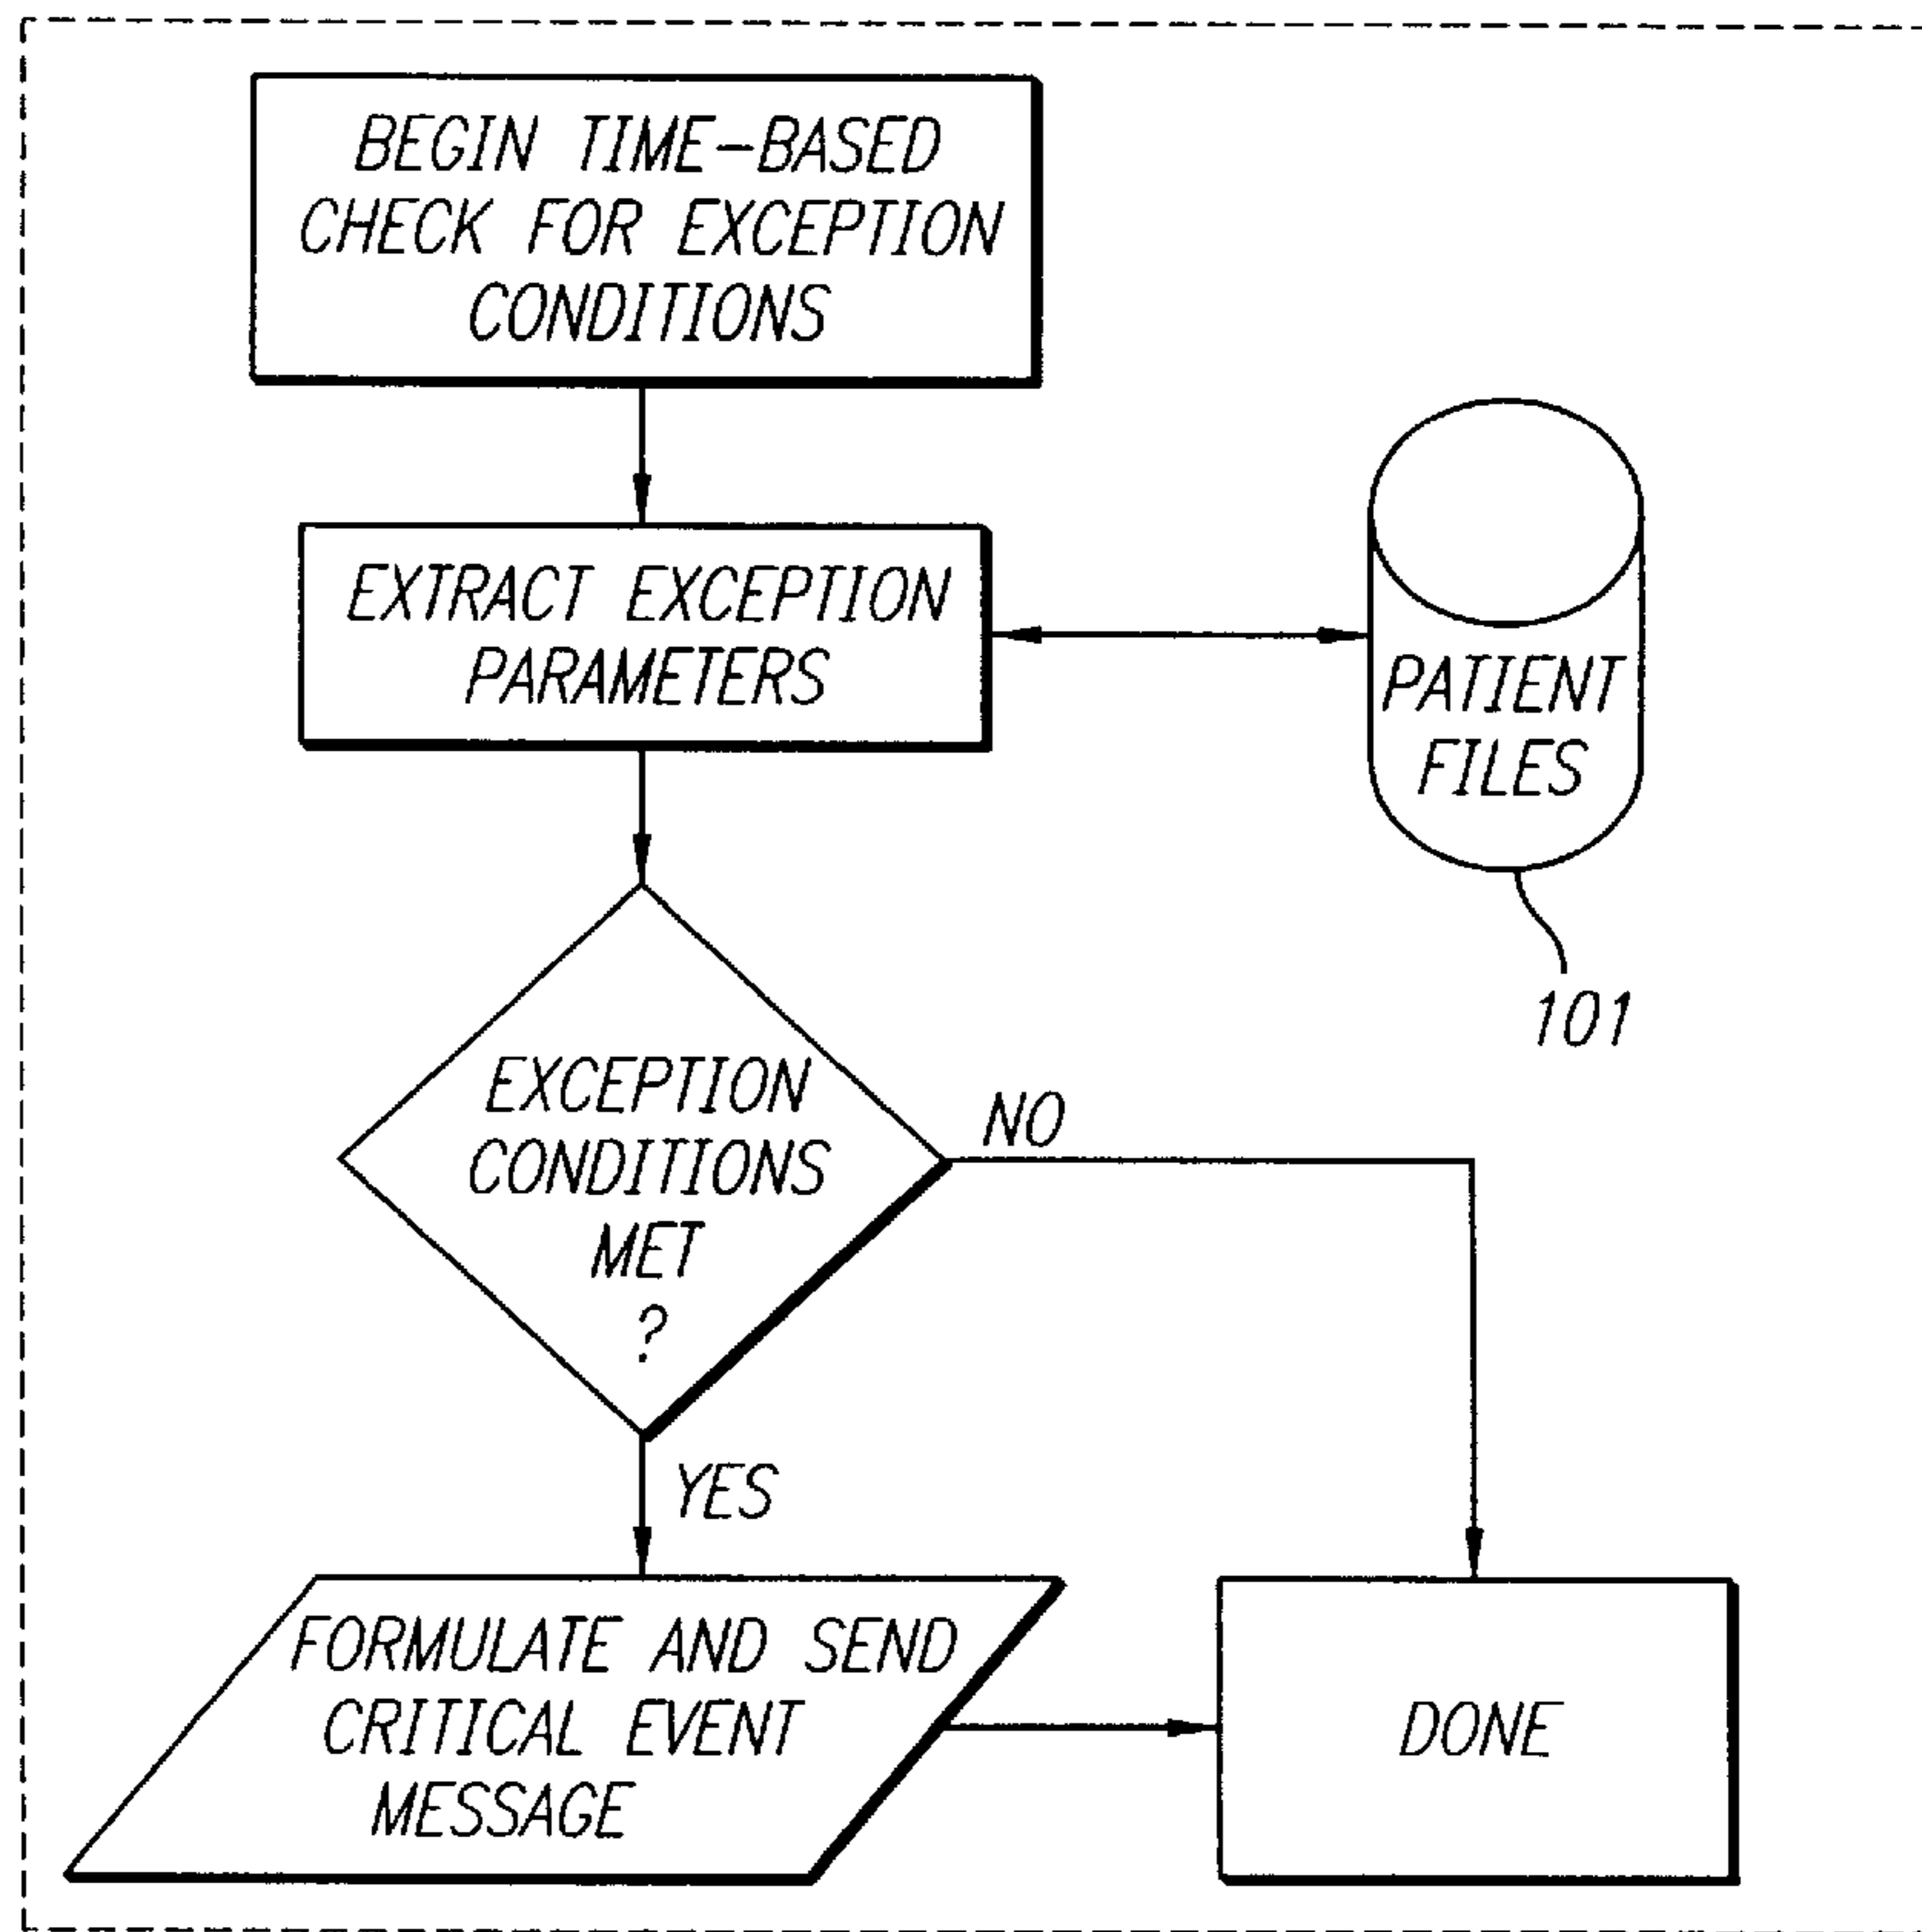 BEGIN TIME-BASED
CHECK FOR EXCEPTION
CONDITIONS
EXTRACT EXCEPTION
PARAMETERS
PATIENT
FILES
101
EXCEPTION
CONDITIONS
MET
?
NO
YES
FORMULATE AND SEND
CRITICAL EVENT
MESSAGE
DONE